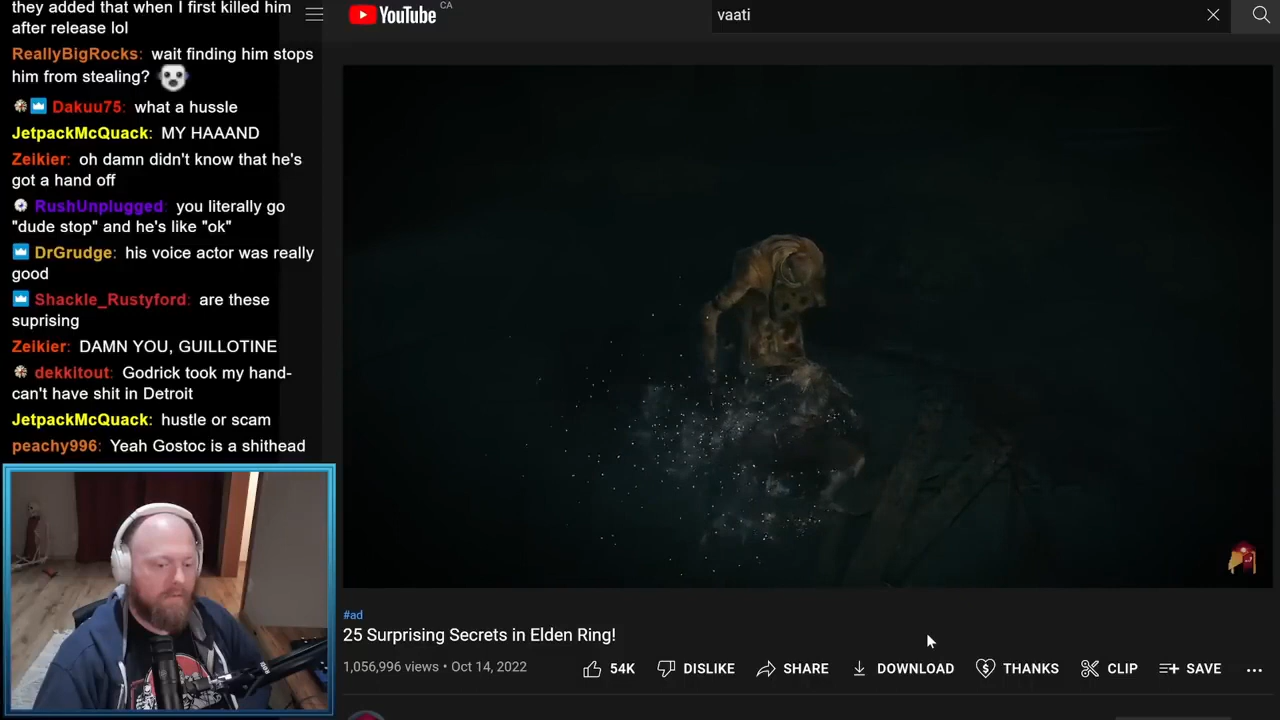 they added that when I first killed him
after release lol
ReallyBigRocks: wait finding him stops
him from stealing?
Dakuu75: what a hussle
JetpackMcQuack: MY HAAAND
Zeikier: oh damn didn't know that he's
got a hand off
RushUnplugged: you literally go
"dude stop" and he's like "ok"
DrGrudge: his voice actor was really
good
Shackle_Rustyford: are these
suprising
Zeikier: DAMN YOU, GUILLOTINE
dekkitout: Godrick took my hand-
can't have shit in Detroit
JetpackMcQuack: hustle or scam
peachy996: Yeah Gostoc is a shithead
YouTube CA
vaati
#ad
25 Surprising Secrets in Elden Ring!
1,056,996 views • Oct 14, 2022
54K DISLIKE SHARE DOWNLOAD THANKS CLIP SAVE ...